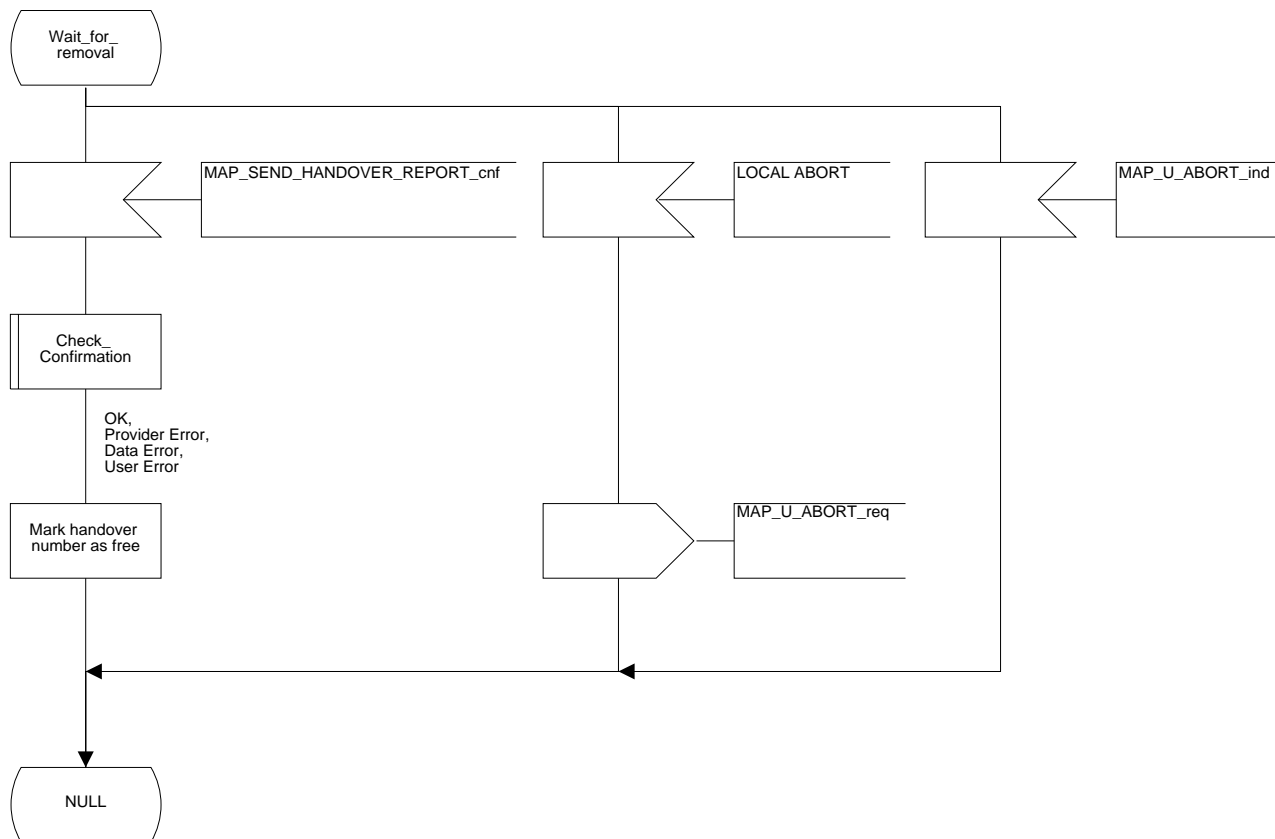 Wait_for_
removal
MAP_SEND_HANDOVER_REPORT_cnf
LOCAL ABORT
MAP_U_ABORT_ind
Check_
Confirmation
OK,
Provider Error,
Data Error,
User Error
Mark handover
number as free
MAP_U_ABORT_req
NULL